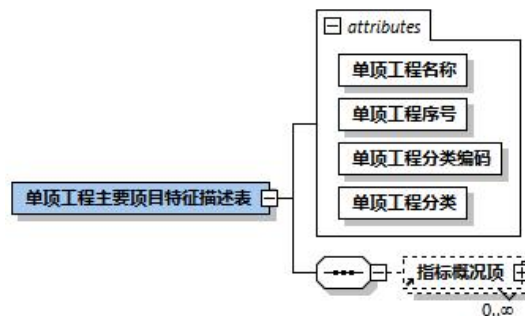 attributes
单项工程名称
单项工程序号
单项工程分类编码
单项工程分类
单项工程主要项目特征描述表
指标概况项
0..∞